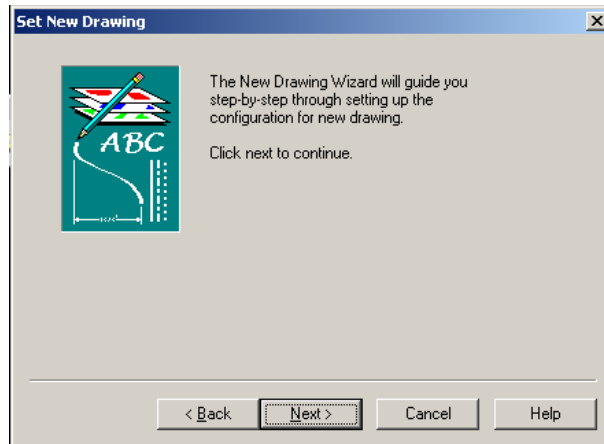 Set New Drawing
The New Drawing Wizard will guide you
step-by-step through setting up the
configuration for new drawing.
Click next to continue.
ABC
< Back Next > Cancel Help